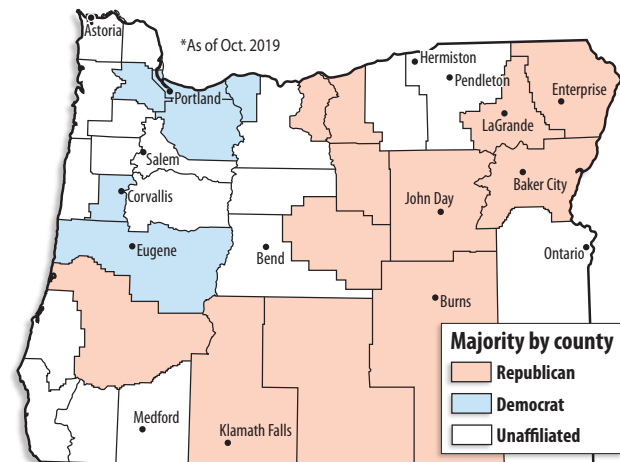 Astoria
*As of Oct. 2019
Hermiston
Pendleton
Enterprise
Portland
LaGrande
Salem
Baker City
Corvallis
John Day
Eugene
Bend
Ontario
Burns
Majority by county
Republican
Democrat
Unaffiliated
Medford
Klamath Falls